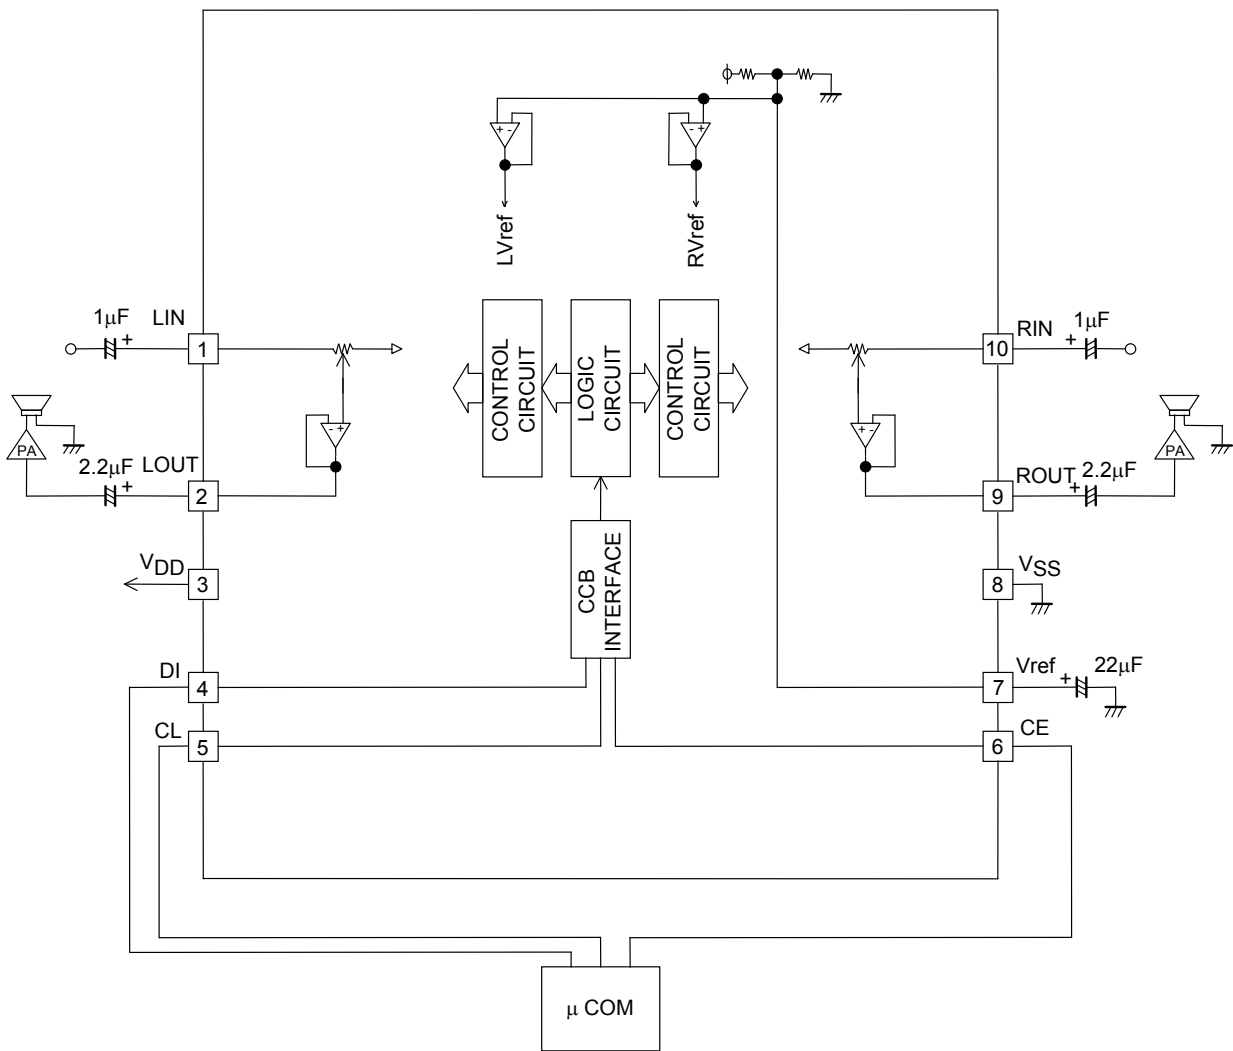 + -
- +
LVref
RVref
1μF
+
LIN
1
RIN
10
1μF
+
CONTROL
CIRCUIT
LOGIC
CIRCUIT
CONTROL
CIRCUIT
PA
- +
+ -
PA
2.2μF
+
LOUT
2
ROUT
9
2.2μF
+
VDD
3
CCB
INTERFACE
VSS
8
DI
4
Vref
7
22μF
+
CL
5
CE
6
μ COM